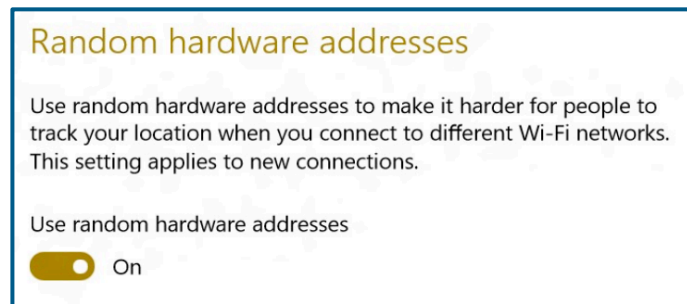 Random hardware addresses
Use random hardware addresses to make it harder for people to
track your location when you connect to different Wi-Fi networks.
This setting applies to new connections.
Use random hardware addresses
On